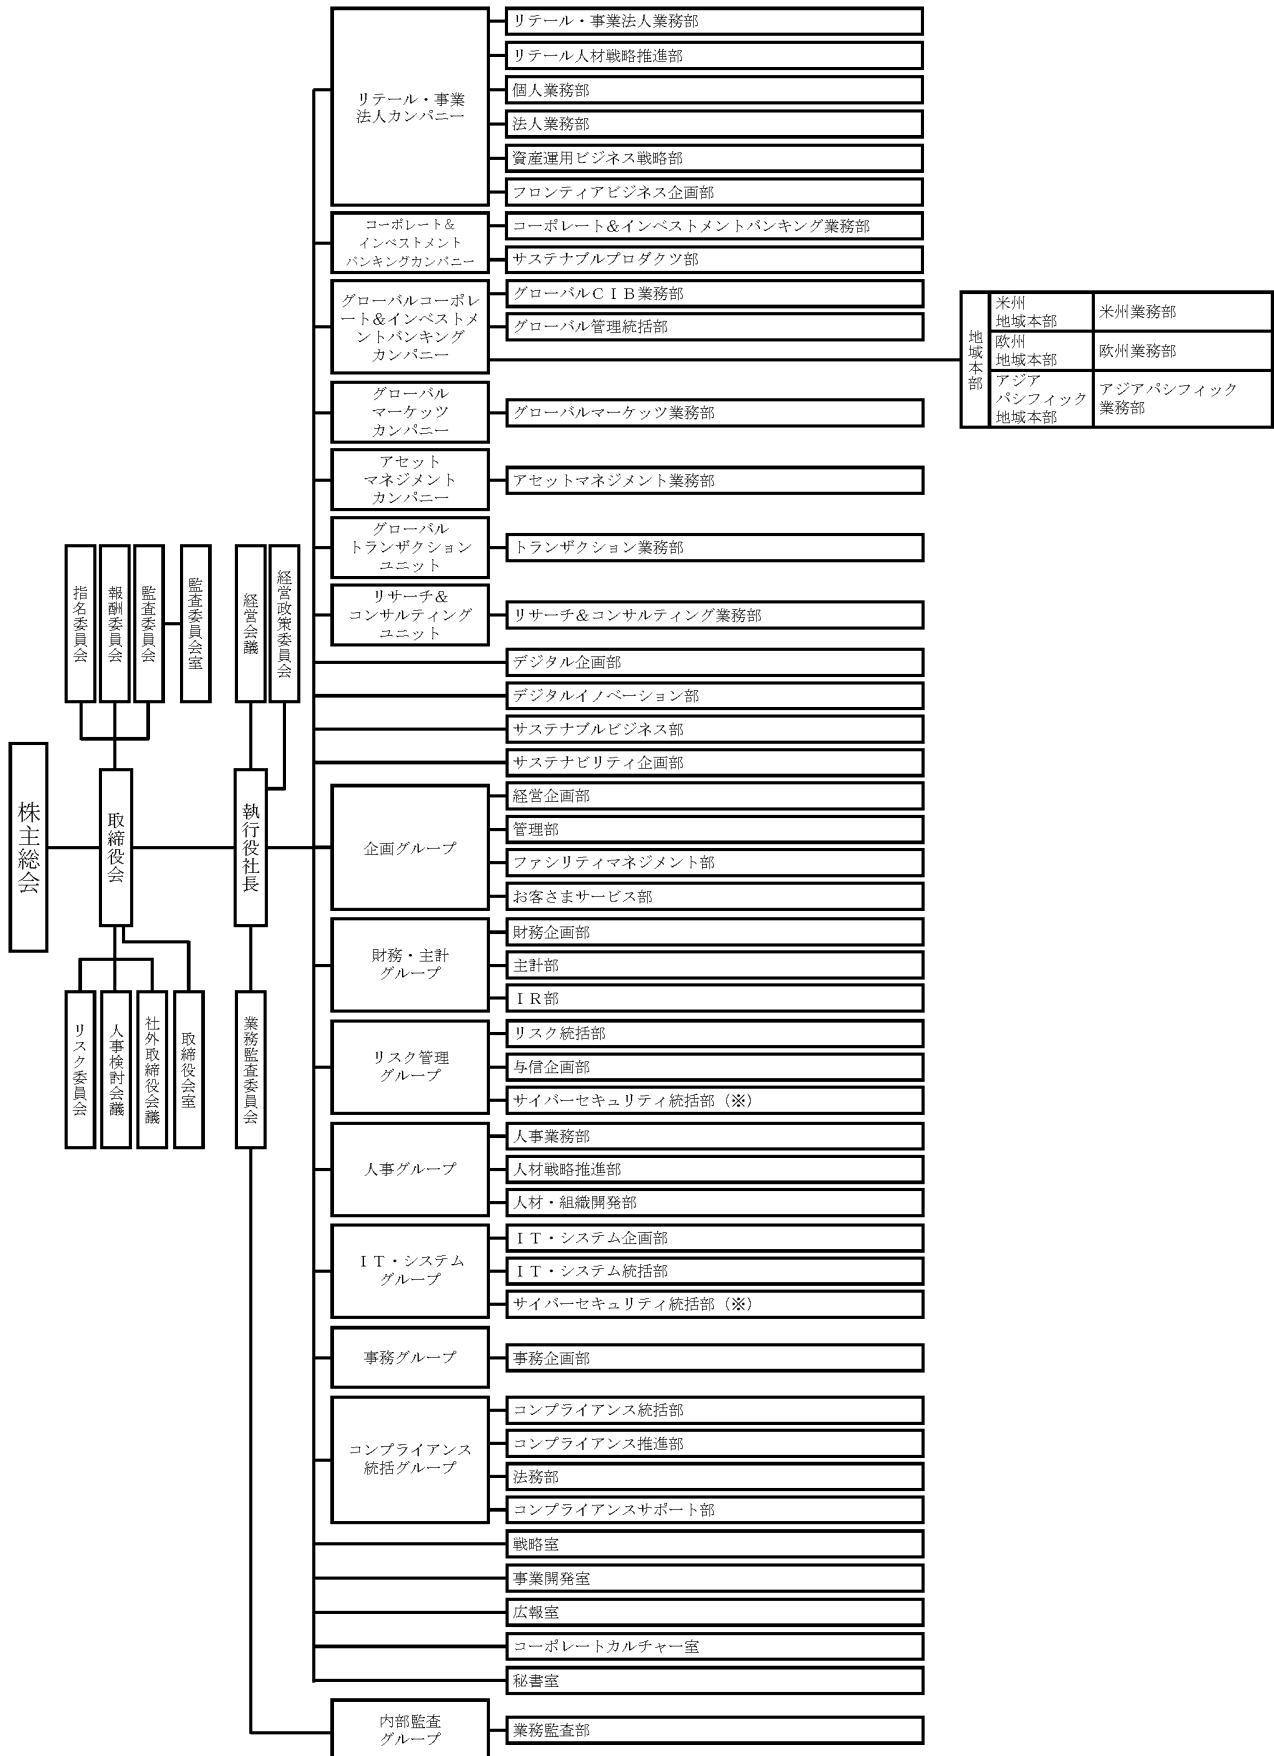 株主総会
指名委員会
報酬委員会
監査委員会
監査委員会室
取締役会
リスク委員会
人事検討会議
社外取締役会議
取締役会室
経営会議
経営政策委員会
執行役社長
業務監査委員会
リテール・事業
法人カンパニー
リテール・事業法人業務部
リテール人材戦略推進部
個人業務部
法人業務部
資産運用ビジネス戦略部
フロンティアビジネス企画部
コーポレート&
インベストメント
バンキングカンパニー
コーポレート&インベストメントバンキング業務部
サステナブルプロダクツ部
グローバルコーポレ
ート&インベストメ
ントバンキング
カンパニー
グローバルCIB業務部
グローバル管理統括部
地域本部
米州
地域本部
米州業務部
欧州
地域本部
欧州業務部
アジア
パシフィック
地域本部
アジアパシフィック
業務部
グローバル
マーケッツ
カンパニー
グローバルマーケッツ業務部
アセット
マネジメント
カンパニー
アセットマネジメント業務部
グローバル
トランザクション
ユニット
トランザクション業務部
リサーチ&
コンサルティング
ユニット
リサーチ&コンサルティング業務部
デジタル企画部
デジタルイノベーション部
サステナブルビジネス部
サステナビリティ企画部
企画グループ
経営企画部
管理部
ファシリティマネジメント部
お客さまサービス部
財務・主計
グループ
財務企画部
主計部
IR部
リスク管理
グループ
リスク統括部
与信企画部
サイバーセキュリティ統括部(※)
人事グループ
人事業務部
人材戦略推進部
人材・組織開発部
IT・システム
グループ
IT・システム企画部
IT・システム統括部
サイバーセキュリティ統括部(※)
事務グループ
事務企画部
コンプライアンス
統括グループ
コンプライアンス統括部
コンプライアンス推進部
法務部
コンプライアンスサポート部
戦略室
事業開発室
広報室
コーポレートカルチャー室
秘書室
内部監査
グループ
業務監査部